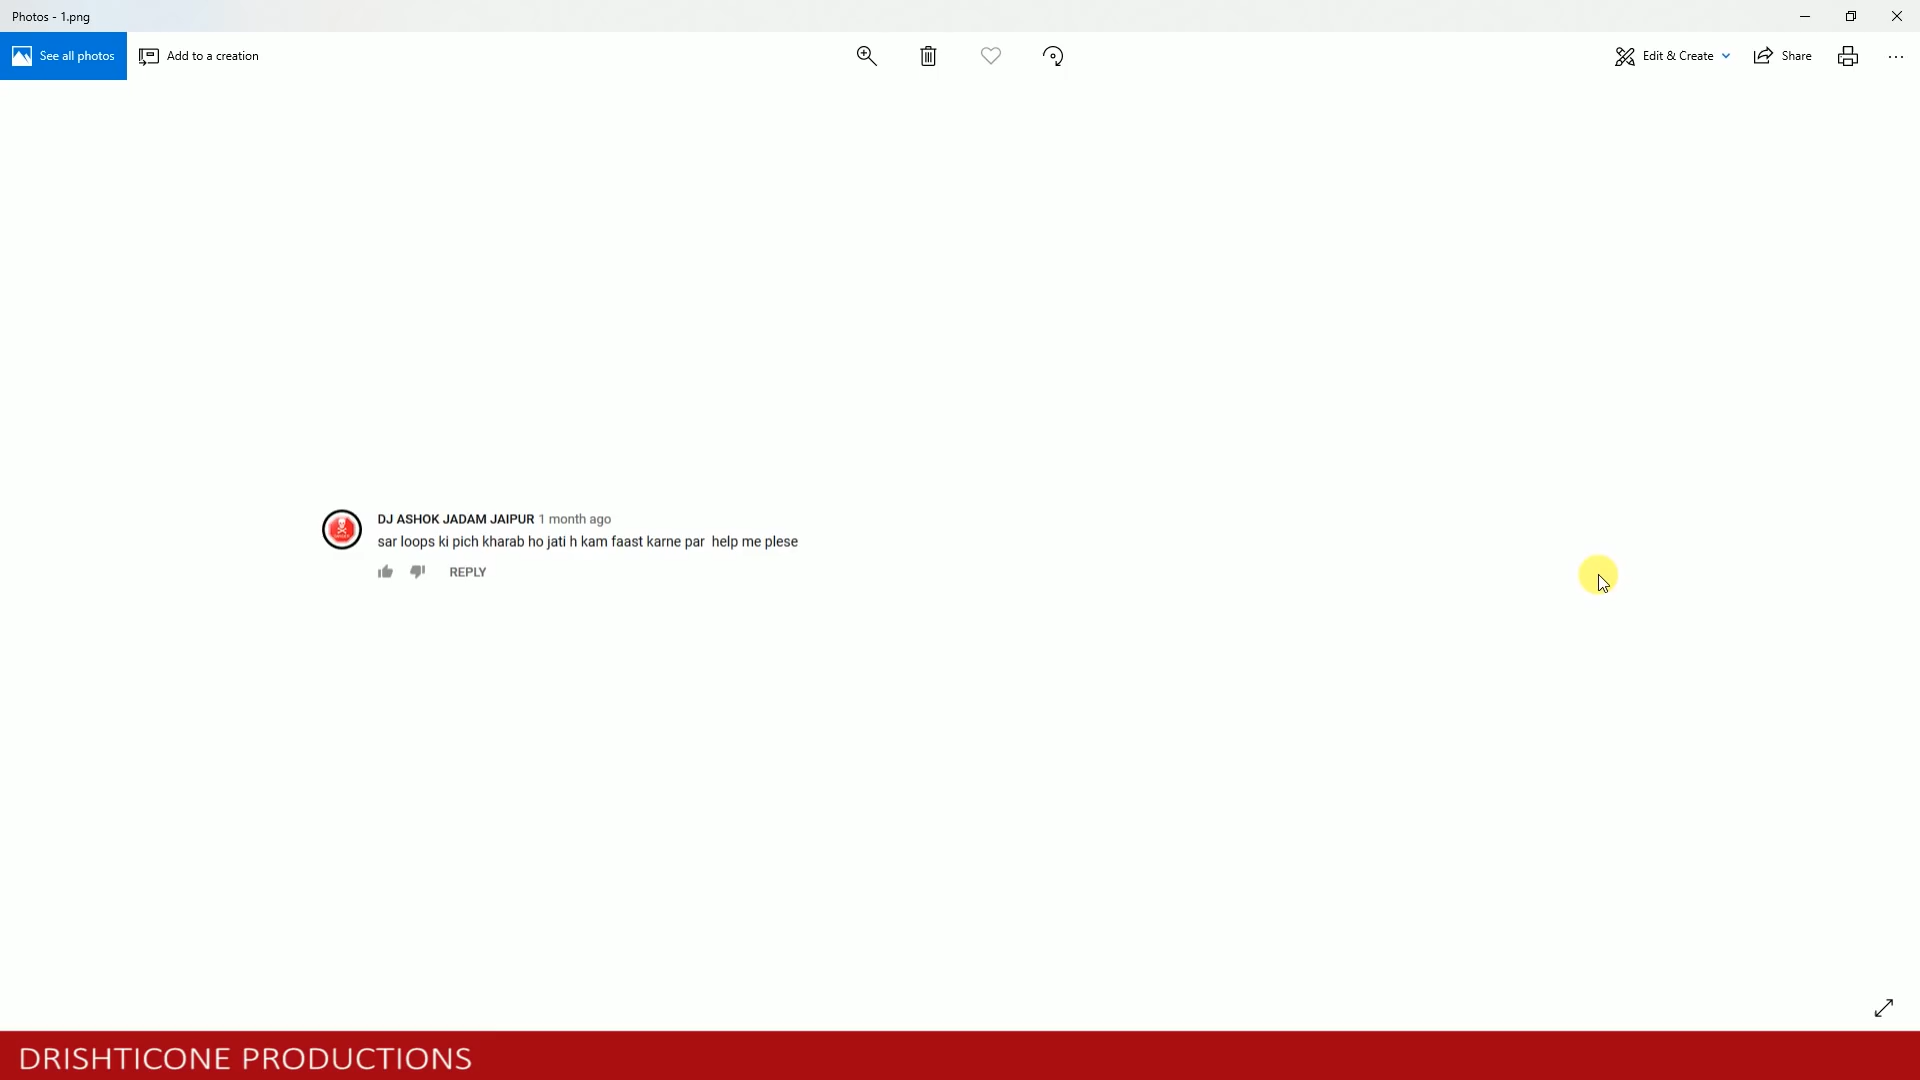 Photos - 1.png
See all photos
Add to a creation
Edit & Create
Share
DJ ASHOK JADAM JAIPUR 1 month ago
sar loops ki pich kharab ho jati h kam faast karne par  help me plese
REPLY
DRISHTICONE PRODUCTIONS